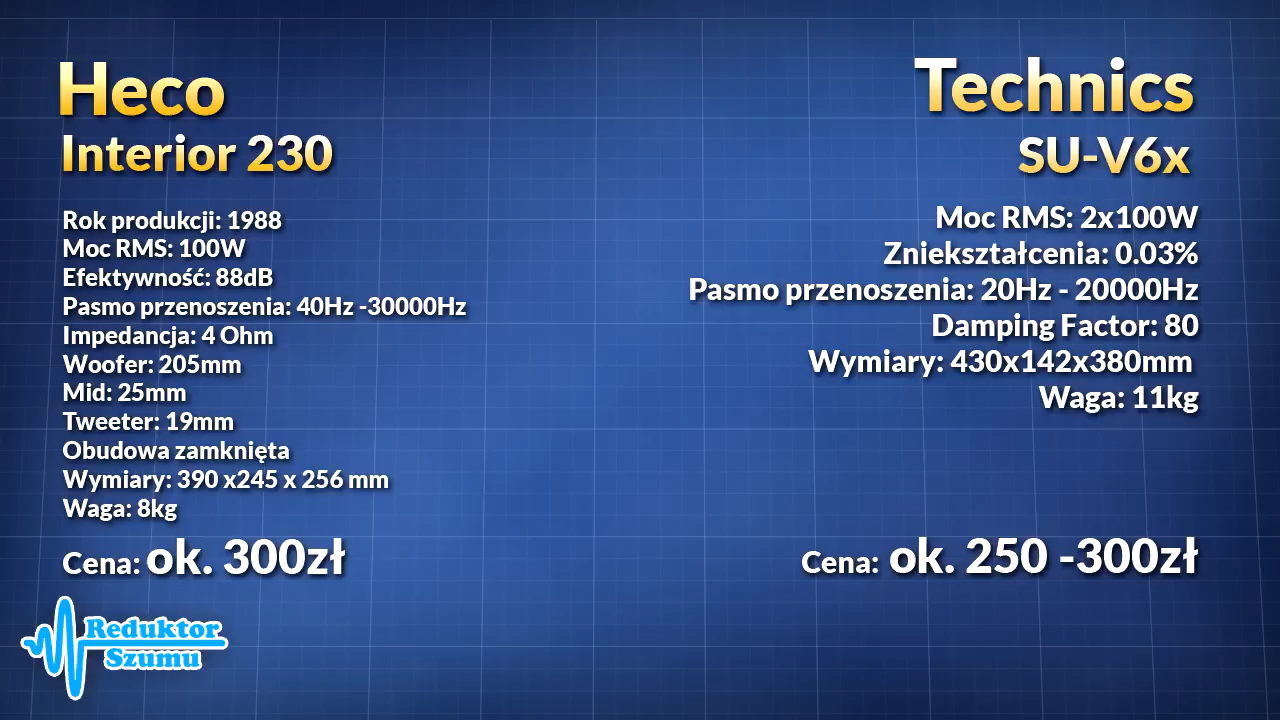 Heco
Interior 230
Rok produkcji: 1988
Moc RMS: 100W
Efektywność: 88dB
Pasmo przenoszenia: 40Hz -30000Hz
Impedancja: 4 Ohm
Woofer: 205mm
Mid: 25mm
Tweeter: 19mm
Obudowa zamknięta
Wymiary: 390 x245 x 256 mm
Waga: 8kg
Cena: ok. 300zł
Technics
SU-V6x
Moc RMS: 2x100W
Zniekształcenia: 0.03%
Pasmo przenoszenia: 20Hz - 20000Hz
Damping Factor: 80
Wymiary: 430x142x380mm
Waga: 11kg
Cena: ok. 250 -300zł
Reduktor
Szumu